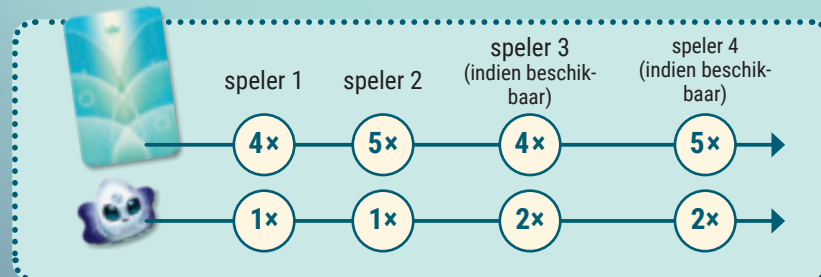 speler 1
speler 2
speler 3
(indien beschik-
baar)
speler 4
(indien beschik-
baar)
4×
5×
4×
5×
1×
1×
2×
2×